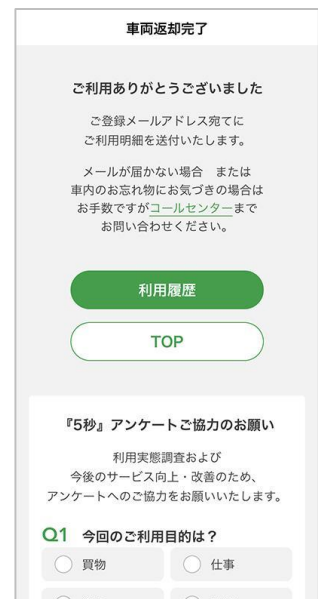 車両返却完了
ご利用ありがとうございました
ご登録メールアドレス宛てに
ご利用明細を送付いたします。
メールが届かない場合　または
車内のお忘れ物にお気づきの場合は
お手数ですがコールセンターまで
お問い合わせください。
利用履歴
TOP
『5秒』アンケートご協力のお願い
利用実態調査および
今後のサービス向上・改善のため、
アンケートへのご協力をお願いいたします。
Q1 今回のご利用目的は？
買物
仕事